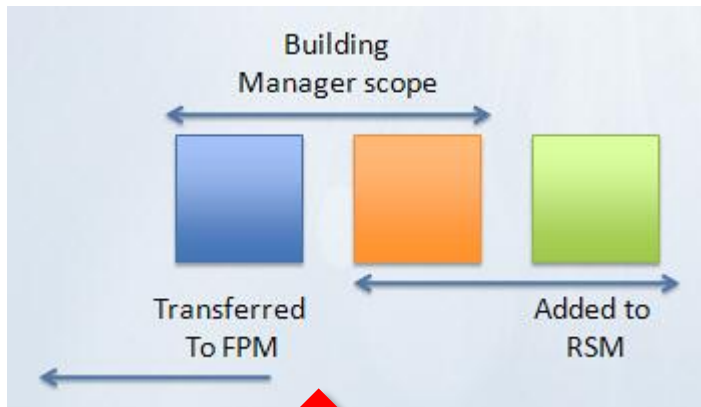 Building
Manager scope
Transferred
To FPM
Added to
RSM